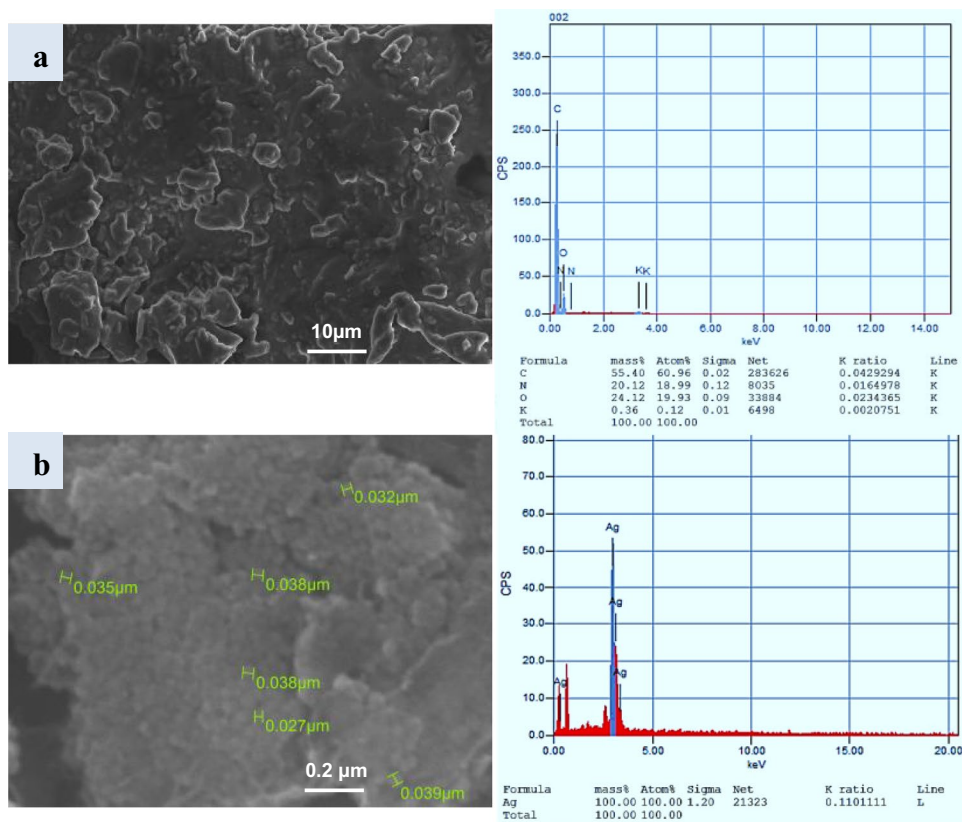 a
10μm
002
CPS
350.0
300.0
250.0
200.0
150.0
100.0
50.0
0.0
C
O
N N
K K
0.00 2.00 4.00 6.00 8.00 10.00 12.00 14.00
keV
Formula mass% Atom% Sigma Net K ratio Line
C 55.40 60.96 0.02 283626 0.0429294 K
N 20.12 18.99 0.12 8035 0.0164978 K
O 24.12 19.93 0.09 33884 0.0234365 K
K 0.36 0.12 0.01 6498 0.0020751 K
Total 100.00 100.00
b
0.032μm
0.035μm
0.038μm
0.038μm
0.027μm
0.039μm
0.2 μm
CPS
80.0
70.0
60.0
50.0
40.0
30.0
20.0
10.0
0.0
Ag
Ag
Ag
Ag
0.00 5.00 10.00 15.00 20.00
keV
Formula mass% Atom% Sigma Net K ratio Line
Ag 100.00 100.00 1.20 21323 0.1101111 L
Total 100.00 100.00